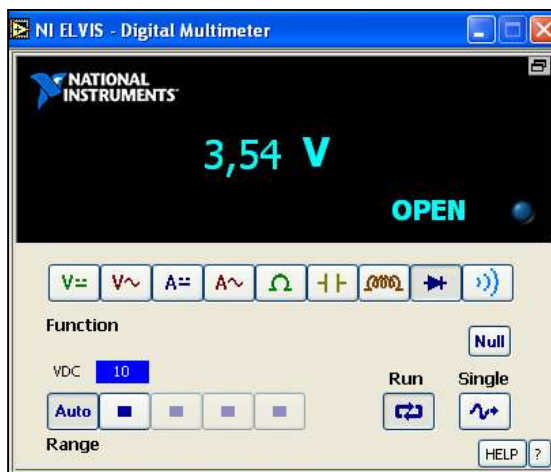 NI ELVIS - Digital Multimeter
NATIONAL
INSTRUMENTS
3,54 V
OPEN
V= V~ A= A~ Ω
Function
Null
VDC 10
Run Single
Auto
Range
HELP ?